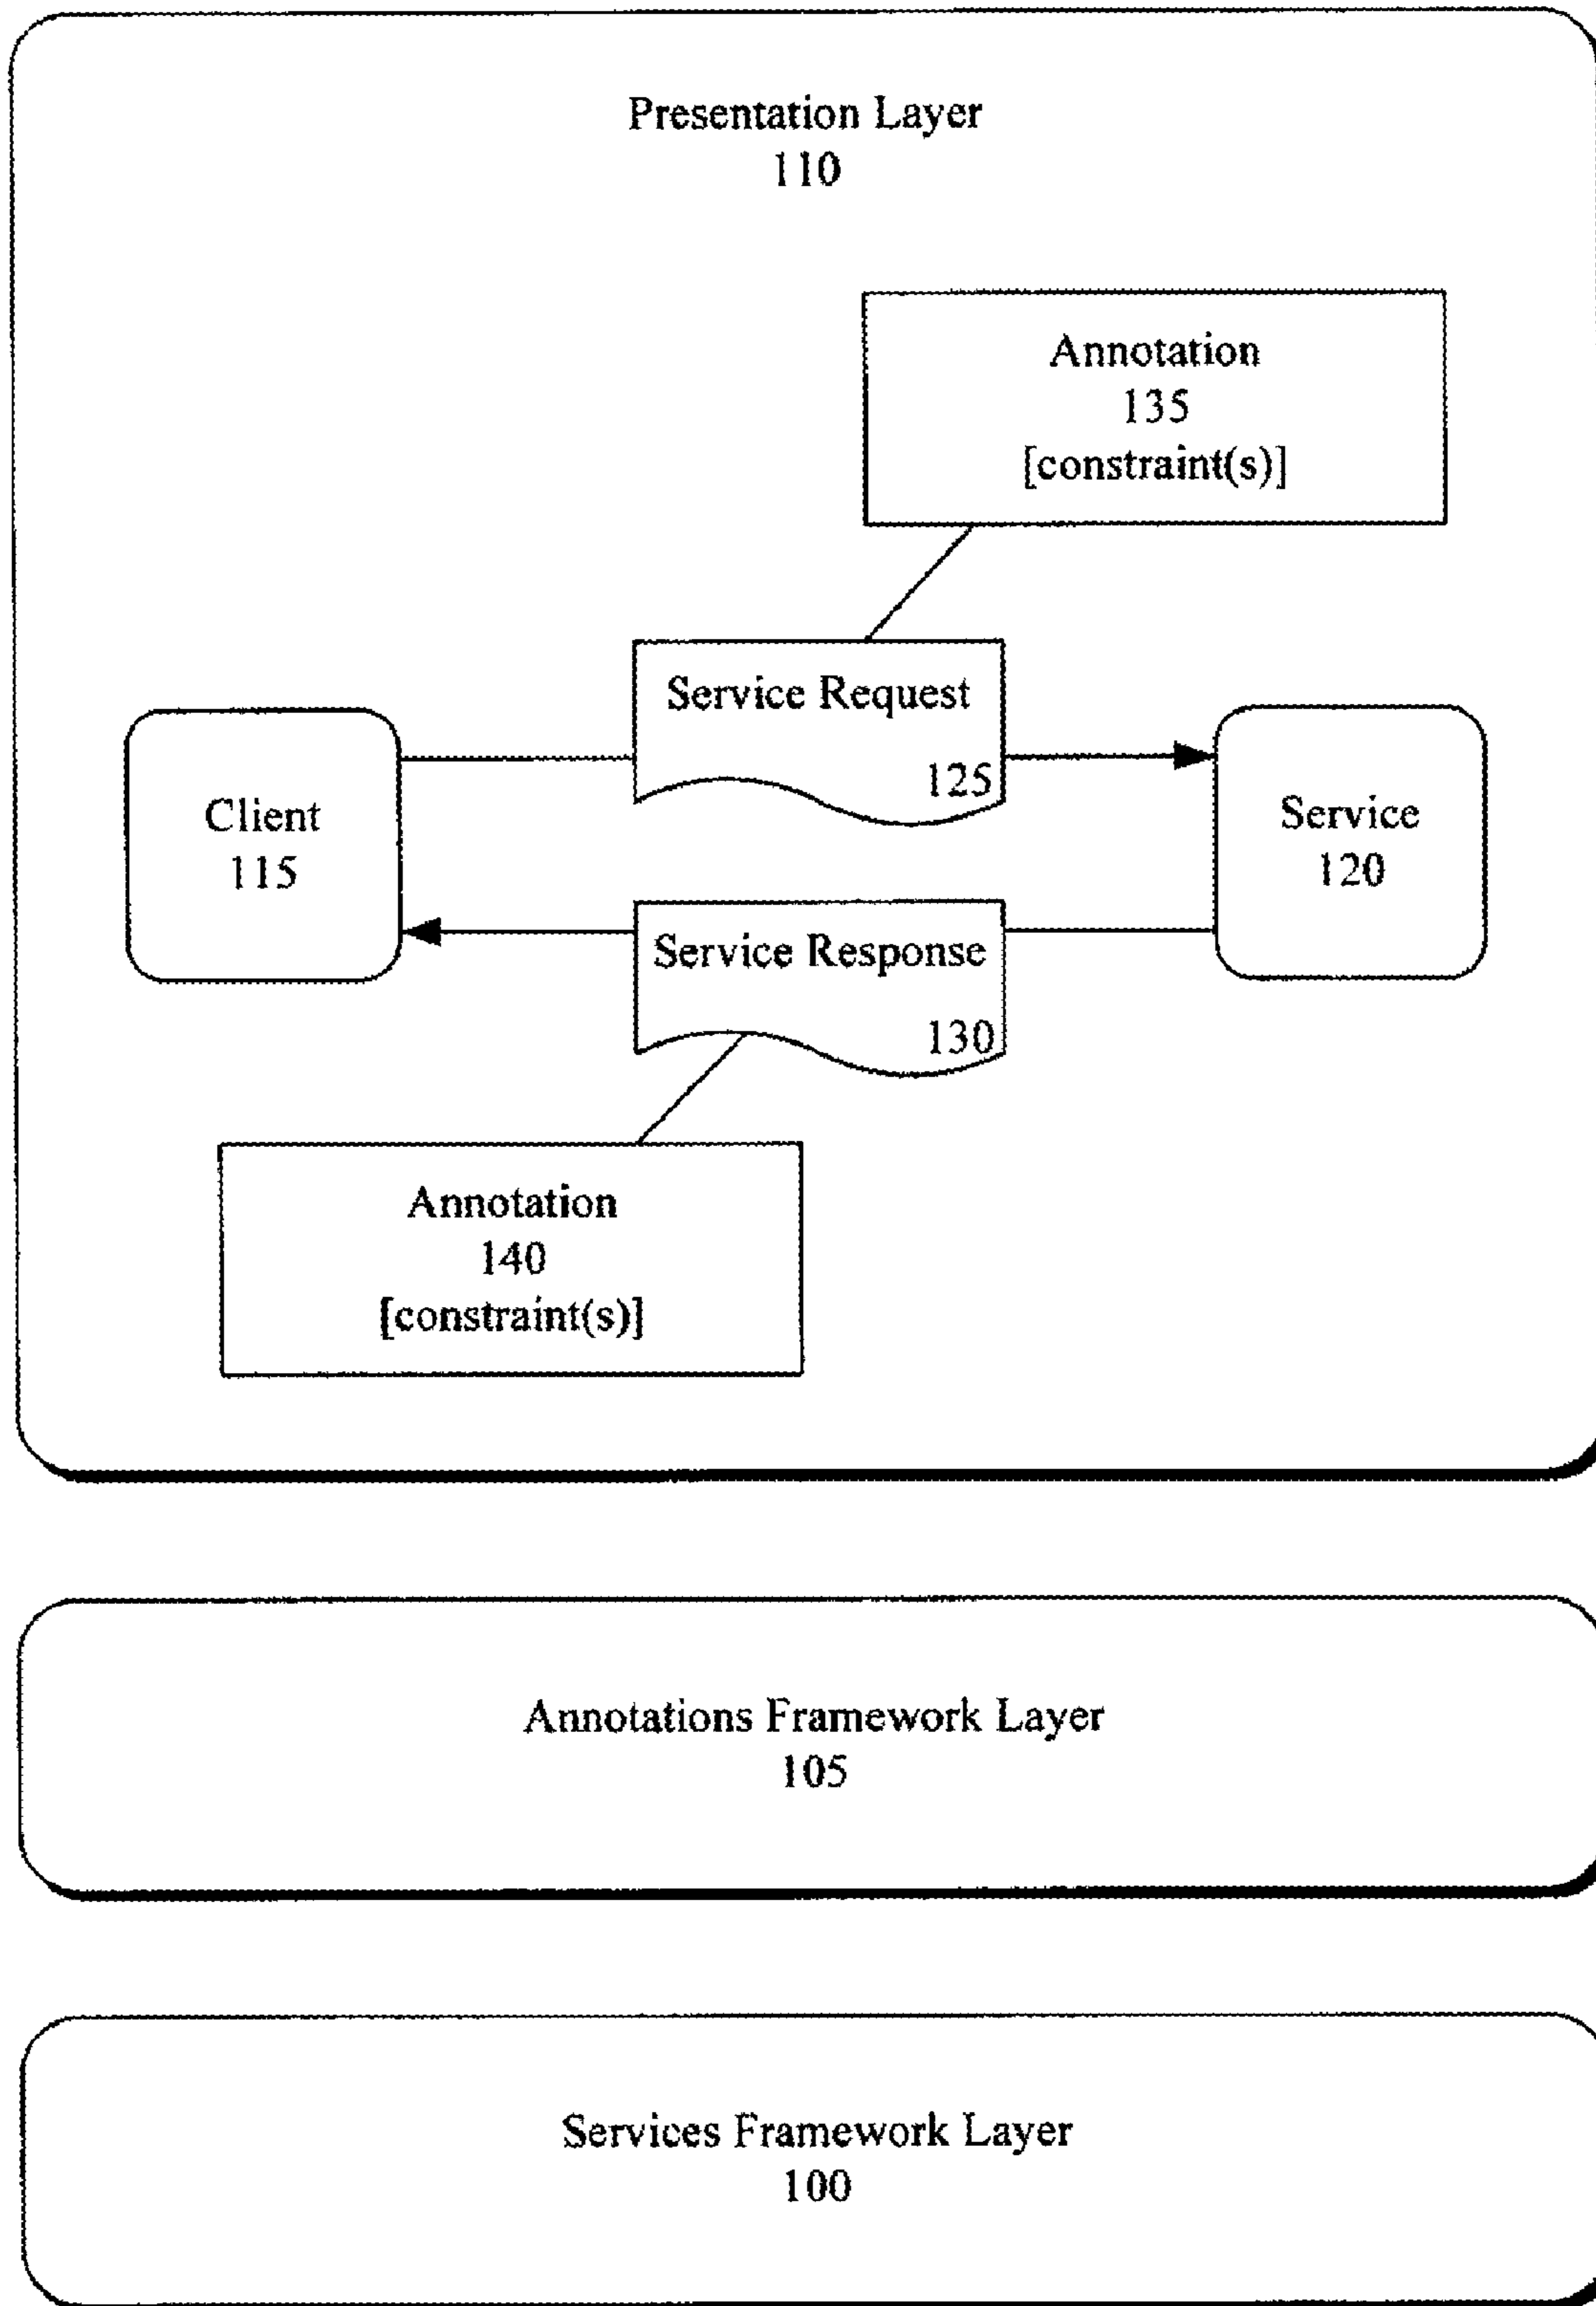 Presentation Layer
110
Annotation
135
[constraint(s)]
Service Request
125
Client
115
Service
120
Service Response
130
Annotation
140
[constraint(s)]
Annotations Framework Layer
105
Services Framework Layer
100